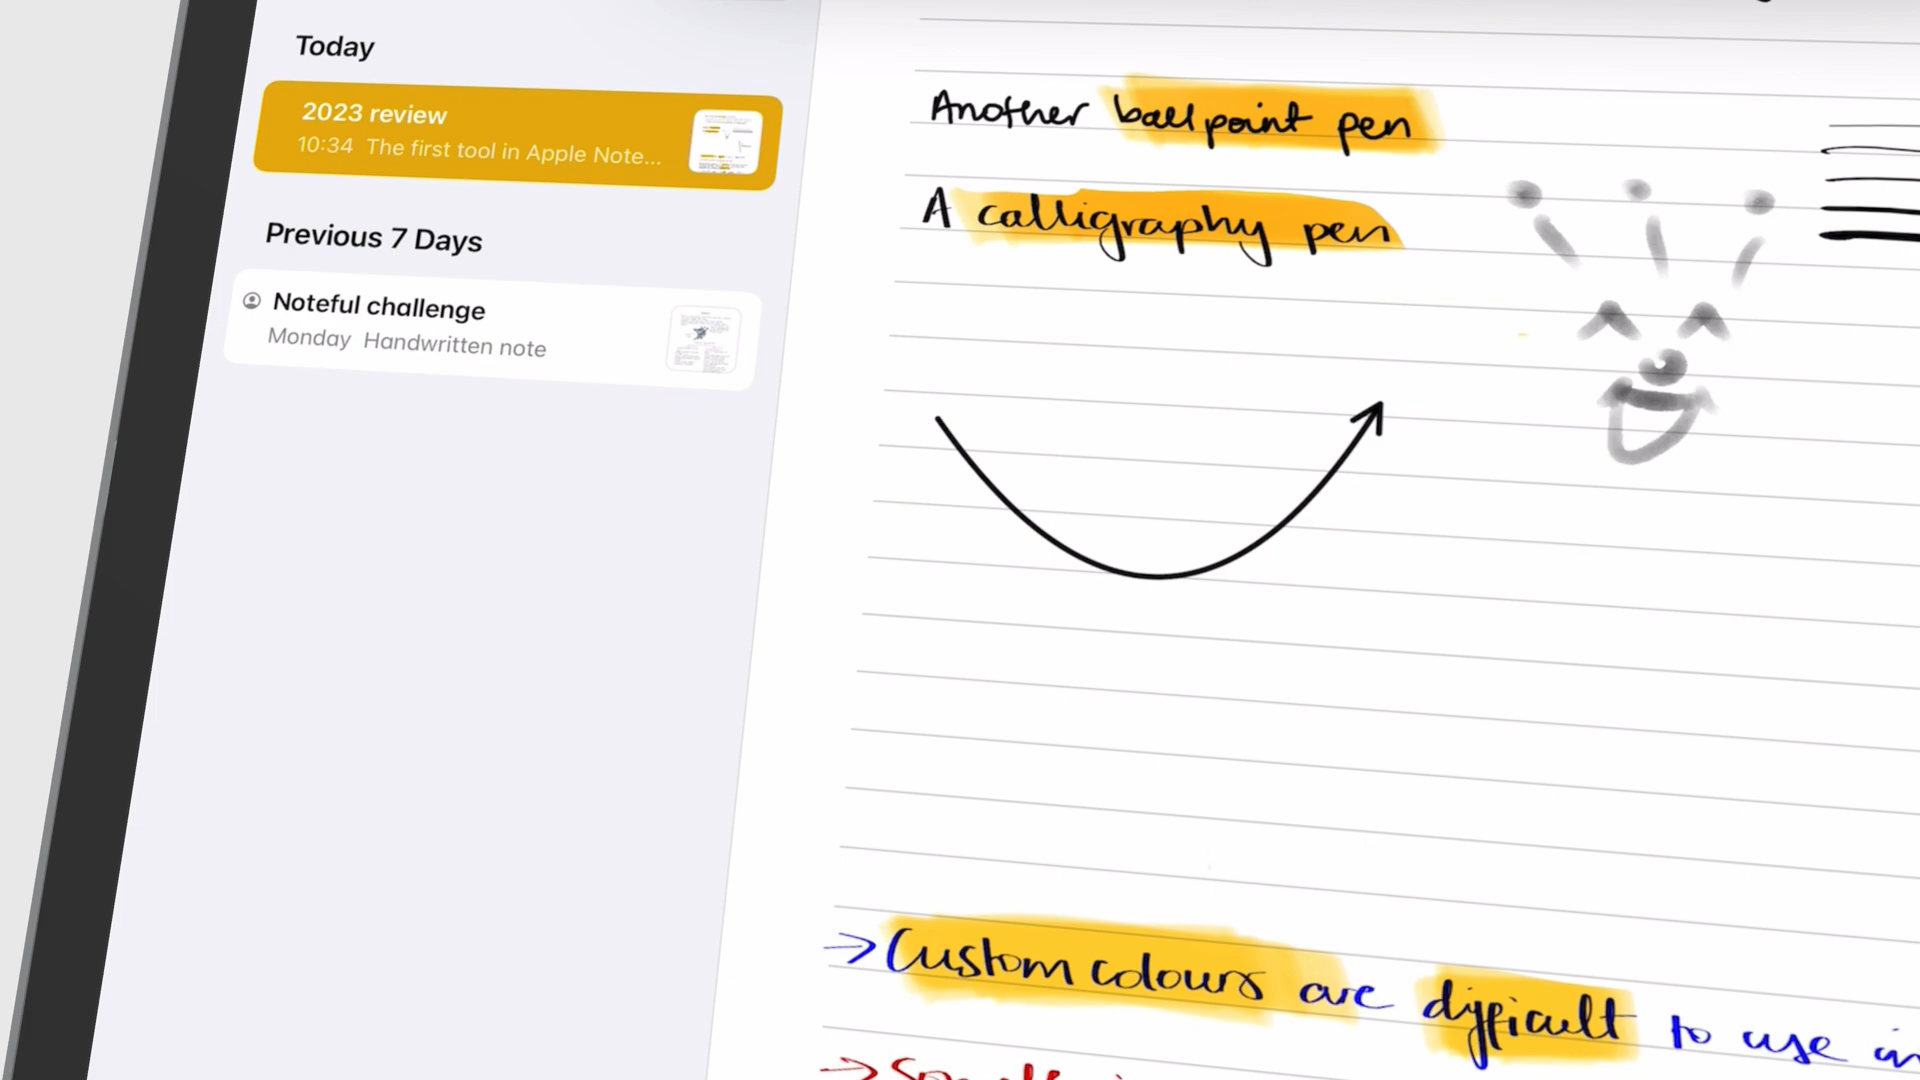 Today
2023 review
10:34 The first tool in Apple Note...
Previous 7 Days
Noteful challenge
Monday Handwritten note
Another ballpoint pen
A calligraphy pen
→ Custom colours are difficult to use in
→